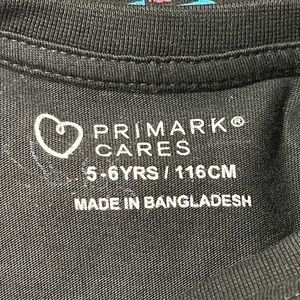 PRIMARK®
CARES
5-6YRS / 116CM
MADE IN BANGLADESH